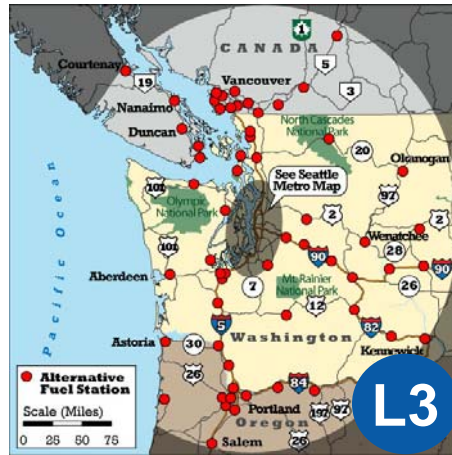 1
CANADA
5
Courtenay
19
Vancouver
3
Nanaimo
North Cascades
National Park
Duncan
20
See Seattle
Metro Map
Okanogan
101
97
Olympic
National Park
2
2
Wenatchee
101
90
28
90
Pacific Ocean
Aberdeen
7
Mt. Rainier
National Park
26
12
5
Washington
82
Astoria
30
Kennewick
26
84
Alternative
Fuel Station
Scale (Miles)
0 25 50 75
Portland
197
97
Oregon
Salem
26
L3